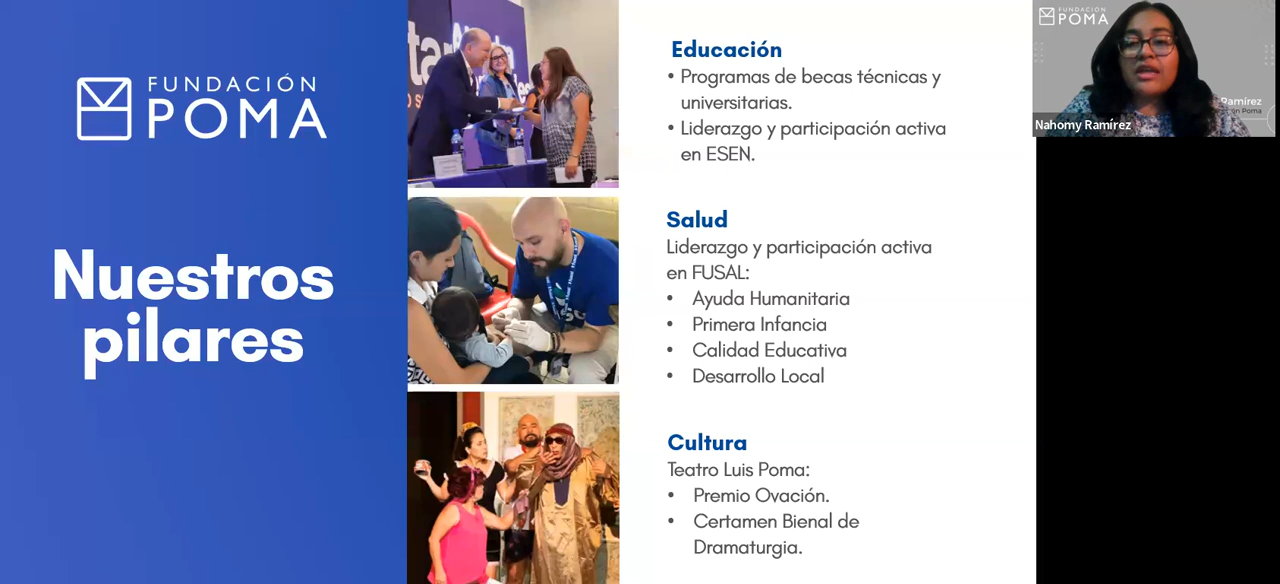 FUNDACIÓN
POMA
Nuestros
pilares
Educación
• Programas de becas técnicas y
universitarias.
• Liderazgo y participación activa
en ESEN.
Salud
Liderazgo y participación activa
en FUSAL:
• Ayuda Humanitaria
• Primera Infancia
• Calidad Educativa
• Desarrollo Local
Cultura
Teatro Luis Poma:
• Premio Ovación.
• Certamen Bienal de
Dramaturgia.
FUNDACIÓN
POMA
Ramírez
Poma
Nahomy Ramírez